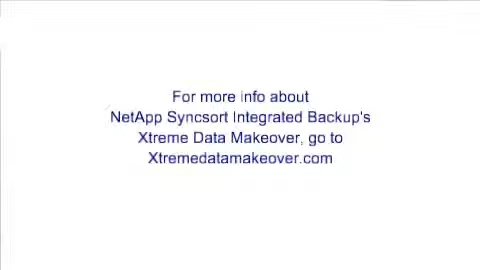 For more info about
NetApp Syncsort Integrated Backup's
Xtreme Data Makeover, go to
Xtremedatamakeover.com